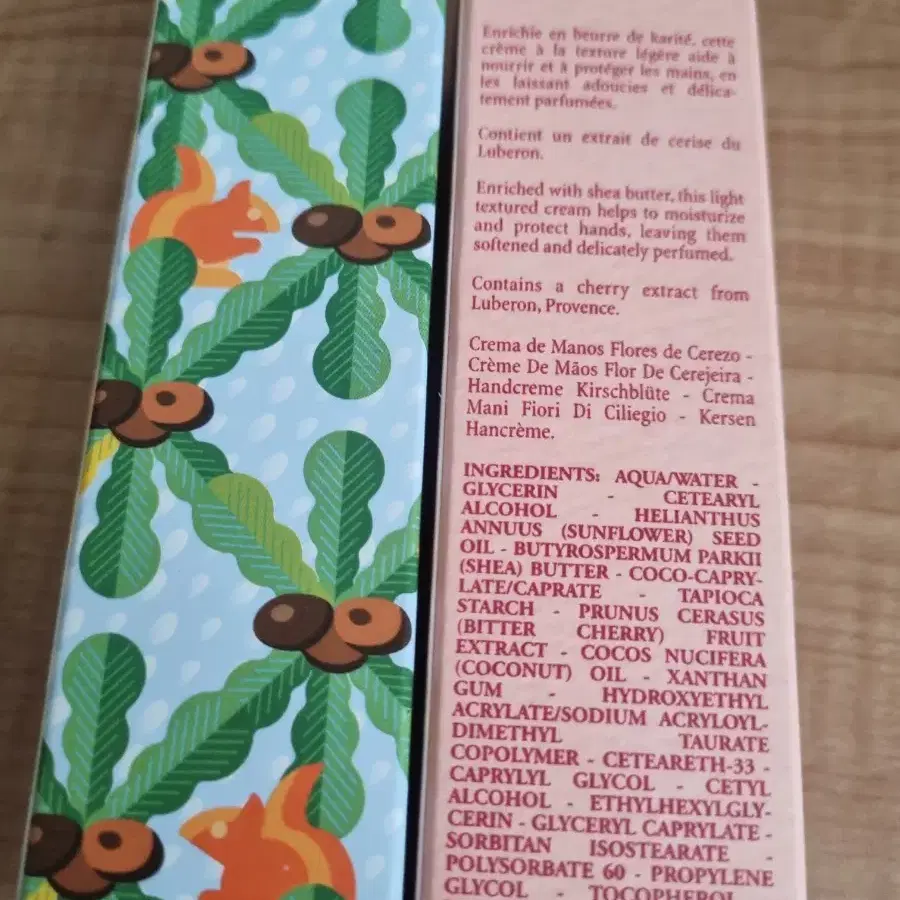 Enrichie en beurre de karité, cette
crème à la texture légère aide à
nourrir et à protéger les mains, en
les laissant adoucies et délica-
tement parfumées.
Contient un extrait de cerise du
Luberon.
Enriched with shea butter, this light
textured cream helps to moisturize
and protect hands, leaving them
softened and delicately perfumed.
Contains a cherry extract from
Luberon, Provence.
Crema de Manos Flores de Cerezo -
Crème De Mãos Flor De Cerejeira -
Handcreme Kirschblüte - Crema
Mani Fiori Di Ciliegio - Kersen
Hancrème.
INGREDIENTS: AQUA/WATER -
GLYCERIN - CETEARYL
ALCOHOL - HELIANTHUS
ANNUUS (SUNFLOWER) SEED
OIL - BUTYROSPERMUM PARKII
(SHEA) BUTTER - COCO-CAPRY-
LATE/CAPRATE - TAPIOCA
STARCH - PRUNUS CERASUS
(BITTER CHERRY) FRUIT
EXTRACT - COCOS NUCIFERA
(COCONUT) OIL - XANTHAN
GUM - HYDROXYETHYL
ACRYLATE/SODIUM ACRYLOYL-
DIMETHYL TAURATE
COPOLYMER - CETEARETH-33 -
CAPRYLYL GLYCOL - CETYL
ALCOHOL - ETHYLHEXYLGLY-
CERIN - GLYCERYL CAPRYLATE -
SORBITAN ISOSTEARATE -
POLYSORBATE 60 - PROPYLENE
GLYCOL - TOCOPHEROL -